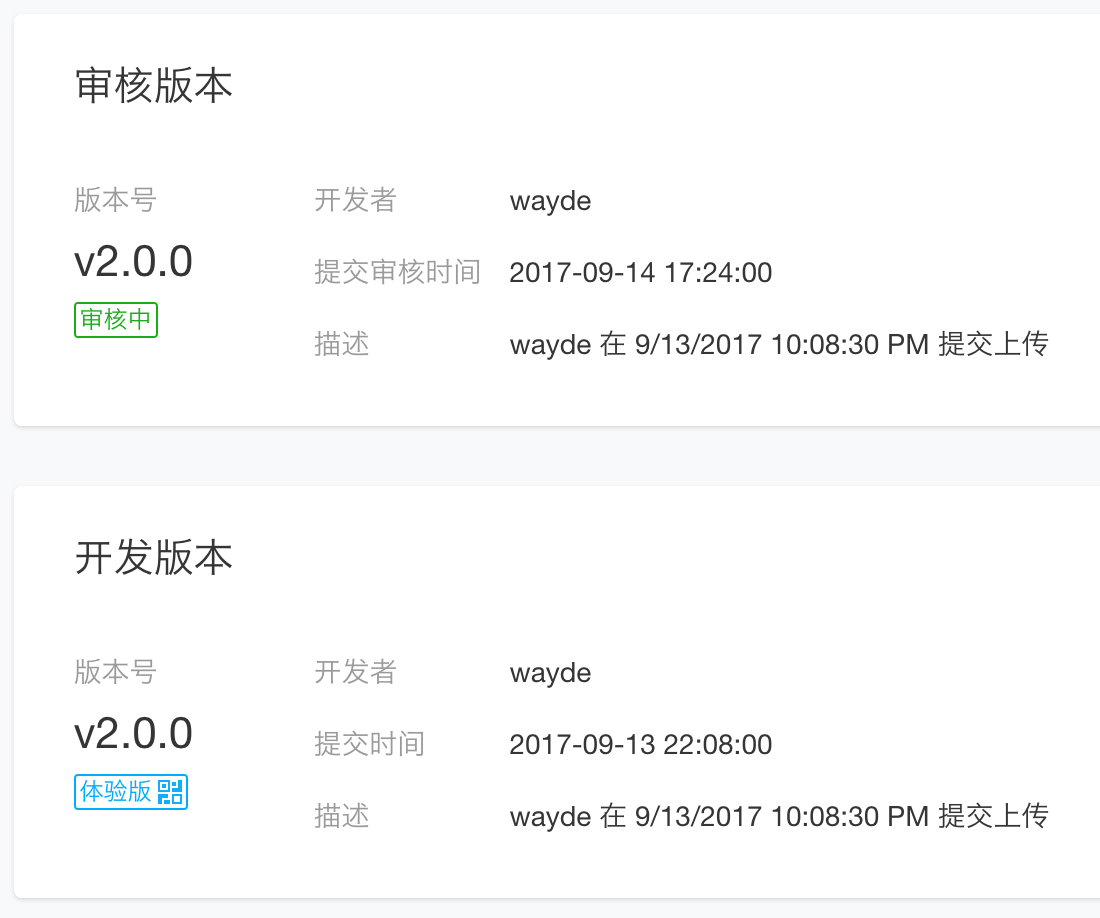 审核版本
版本号
v2.0.0
审核中
开发者 wayde
提交审核时间 2017-09-14 17:24:00
描述 wayde 在 9/13/2017 10:08:30 PM 提交上传
开发版本
版本号
v2.0.0
体验版
开发者 wayde
提交时间 2017-09-13 22:08:00
描述 wayde 在 9/13/2017 10:08:30 PM 提交上传